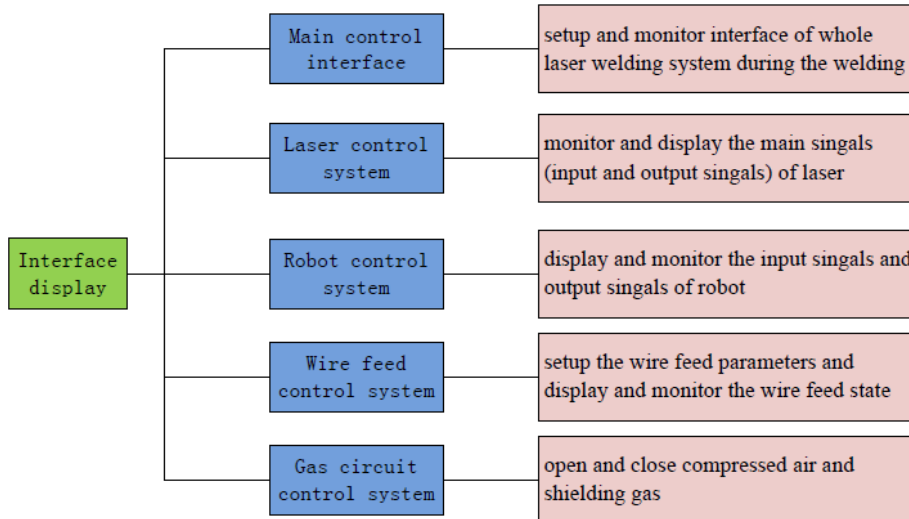 Main control
interface
setup and monitor interface of whole
laser welding system during the welding
Laser control
system
monitor and display the main singals
(input and output singals) of laser
Interface
display
Robot control
system
display and monitor the input singals and
output singals of robot
Wire feed
control system
setup the wire feed parameters and
display and monitor the wire feed state
Gas circuit
control system
open and close compressed air and
shielding gas